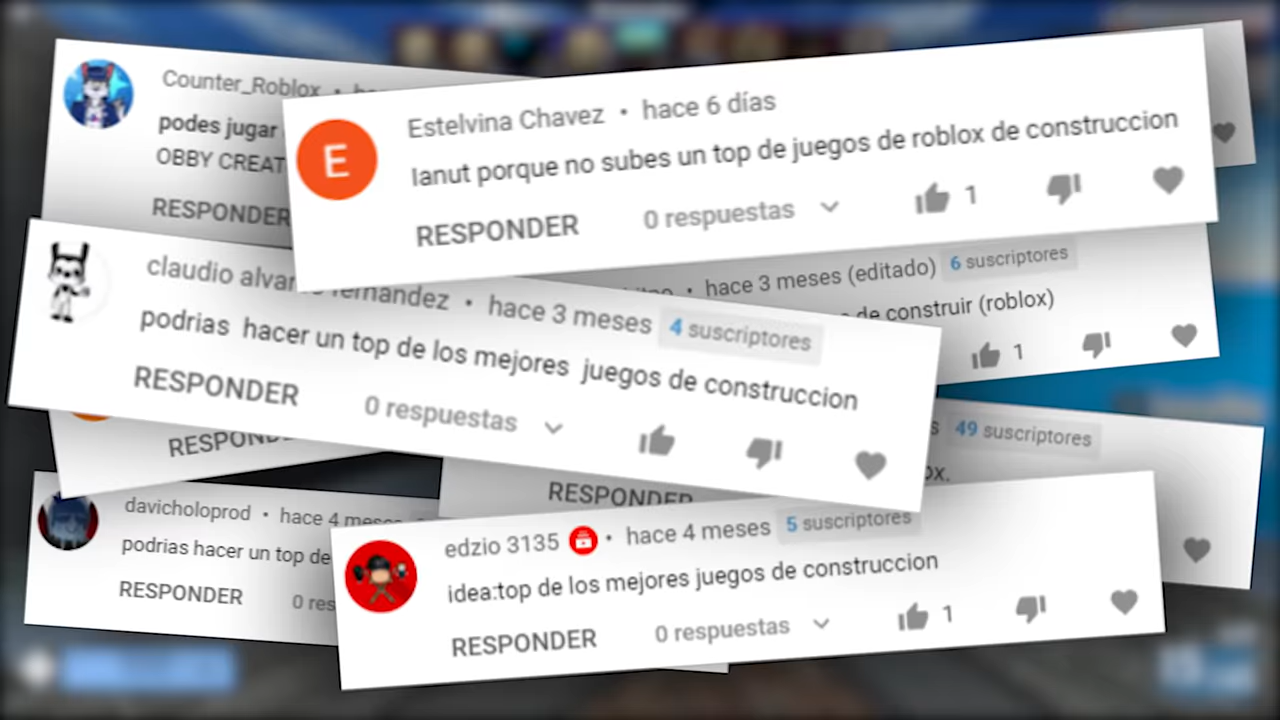 Counter_Roblox •
podes jugar
OBBY CREAT
RESPONDER
Estelvina Chavez • hace 6 días
Ianut porque no subes un top de juegos de roblox de construccion
RESPONDER 0 respuestas 1
• hace 3 meses (editado) 6 suscriptores
de construir (roblox)
1
claudio alvar fernandez • hace 3 meses 4 suscriptores
podrias hacer un top de los mejores juegos de construccion
RESPONDER 0 respuestas
RESPOND
49 suscriptores
RESPONDER
davicholoprod • hace 4 meses
podrias hacer un top de
RESPONDER 0 res
edzio 3135 • hace 4 meses 5 suscriptores
idea:top de los mejores juegos de construccion
RESPONDER 0 respuestas 1